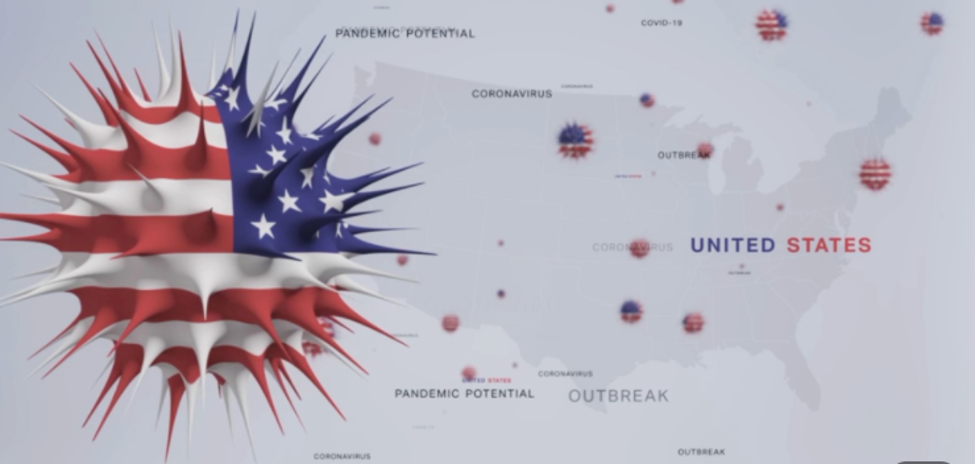 PANDEMIC POTENTIAL
COVID-19
CORONAVIRUS
OUTBREAK
CORONAVIRUS
UNITED STATES
UNITED STATES
CORONAVIRUS
PANDEMIC POTENTIAL
OUTBREAK
CORONAVIRUS
OUTBREAK